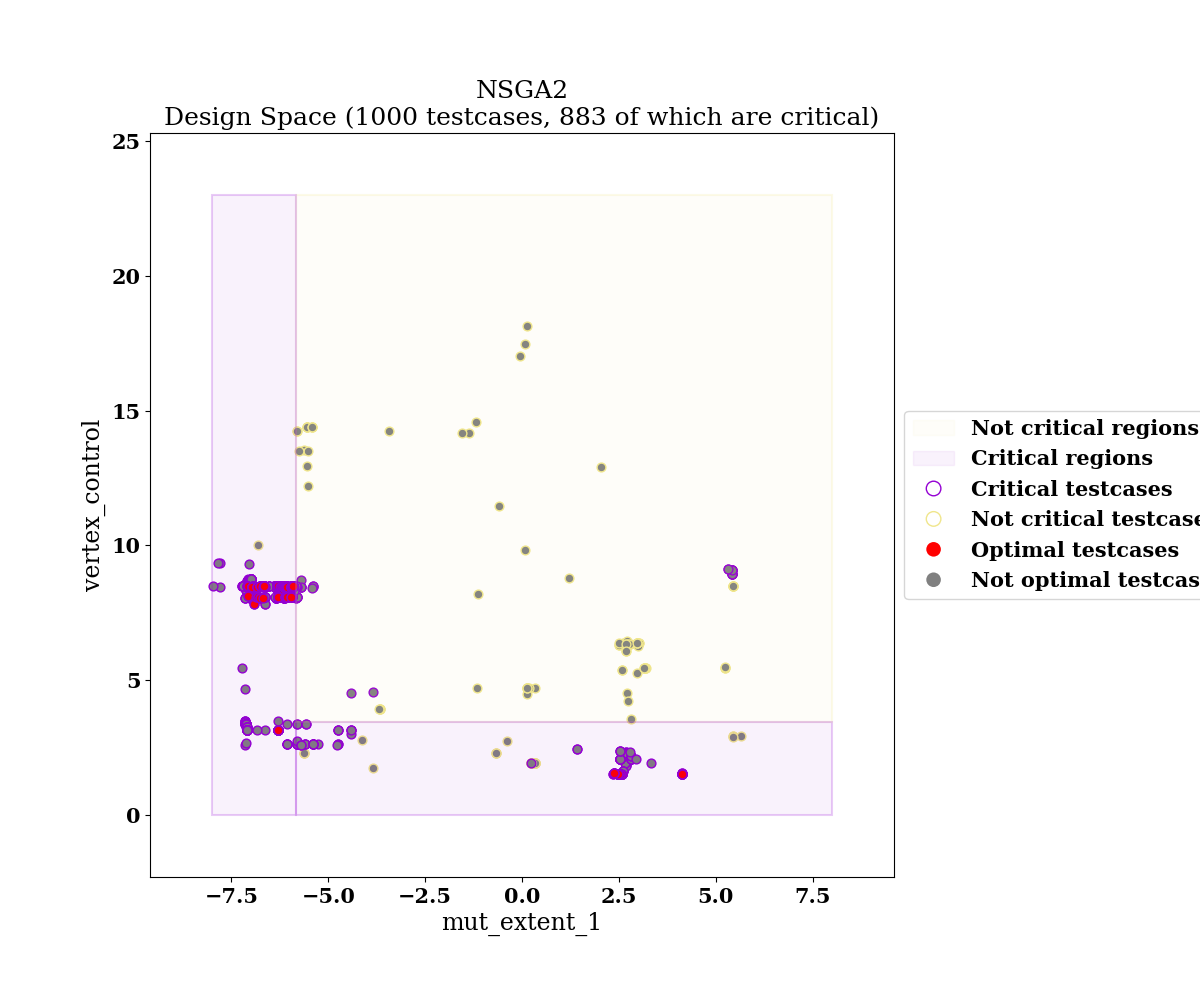 NSGA2
Design Space (1000 testcases, 883 of which are critical)
25
20
15
10
5
0
vertex_control
−7.5
−5.0
−2.5
0.0
2.5
5.0
7.5
mut_extent_1
Not critical regions
Critical regions
Critical testcases
Not critical testcase
Optimal testcases
Not optimal testcas